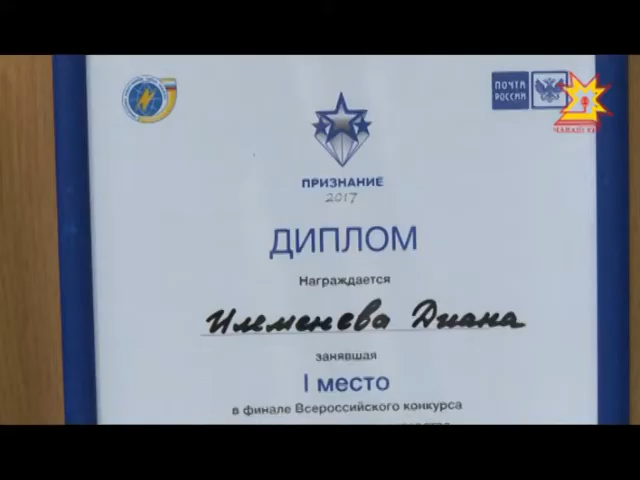 ПОЧТА
РОССИИ
ПРИЗНАНИЕ
2017
ДИПЛОМ
Награждается
Илеменева Диана
занявшая
I место
в финале Всероссийского конкурса